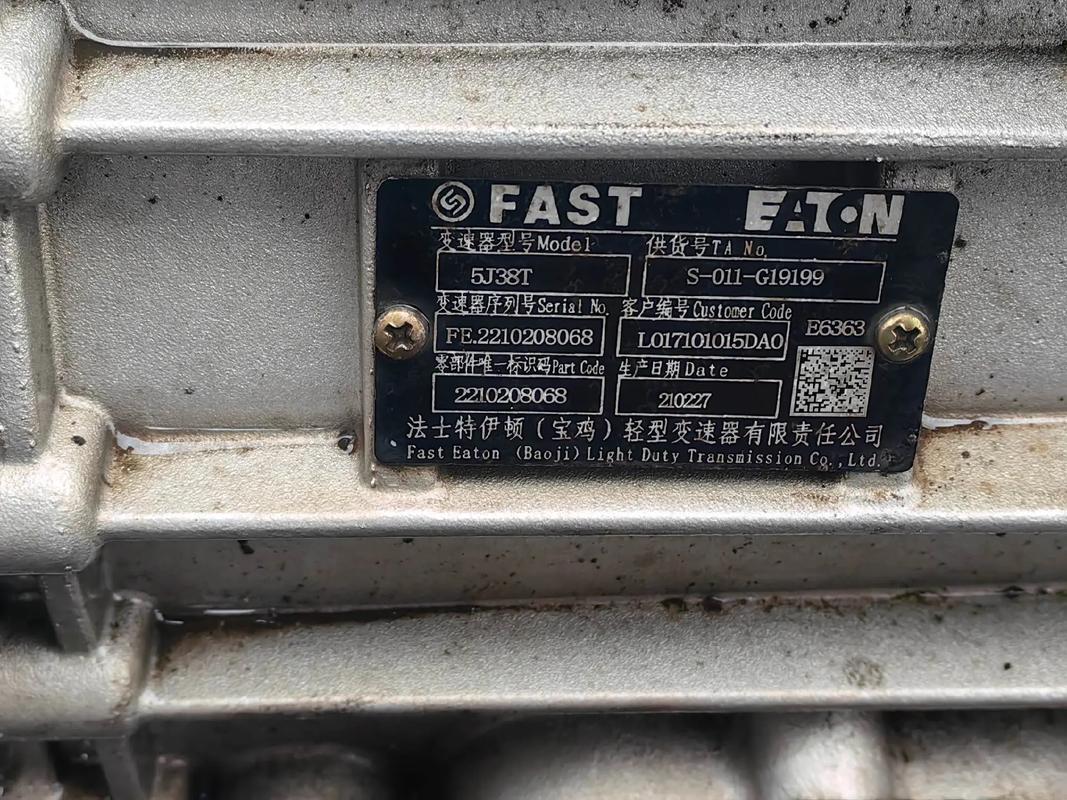 FAST EATON
变速器型号Model 供货号TA No.
5J38T S-011-G19199
变速器序列号Serial No. 客户编号Customer Code
FE.2210208068 L017101015DA0 E6363
零部件唯一标识码Part Code 生产日期Date
2210208068 210227
法士特伊顿（宝鸡）轻型变速器有限责任公司
Fast Eaton (Baoji) Light Duty Transmission Co.,Ltd.